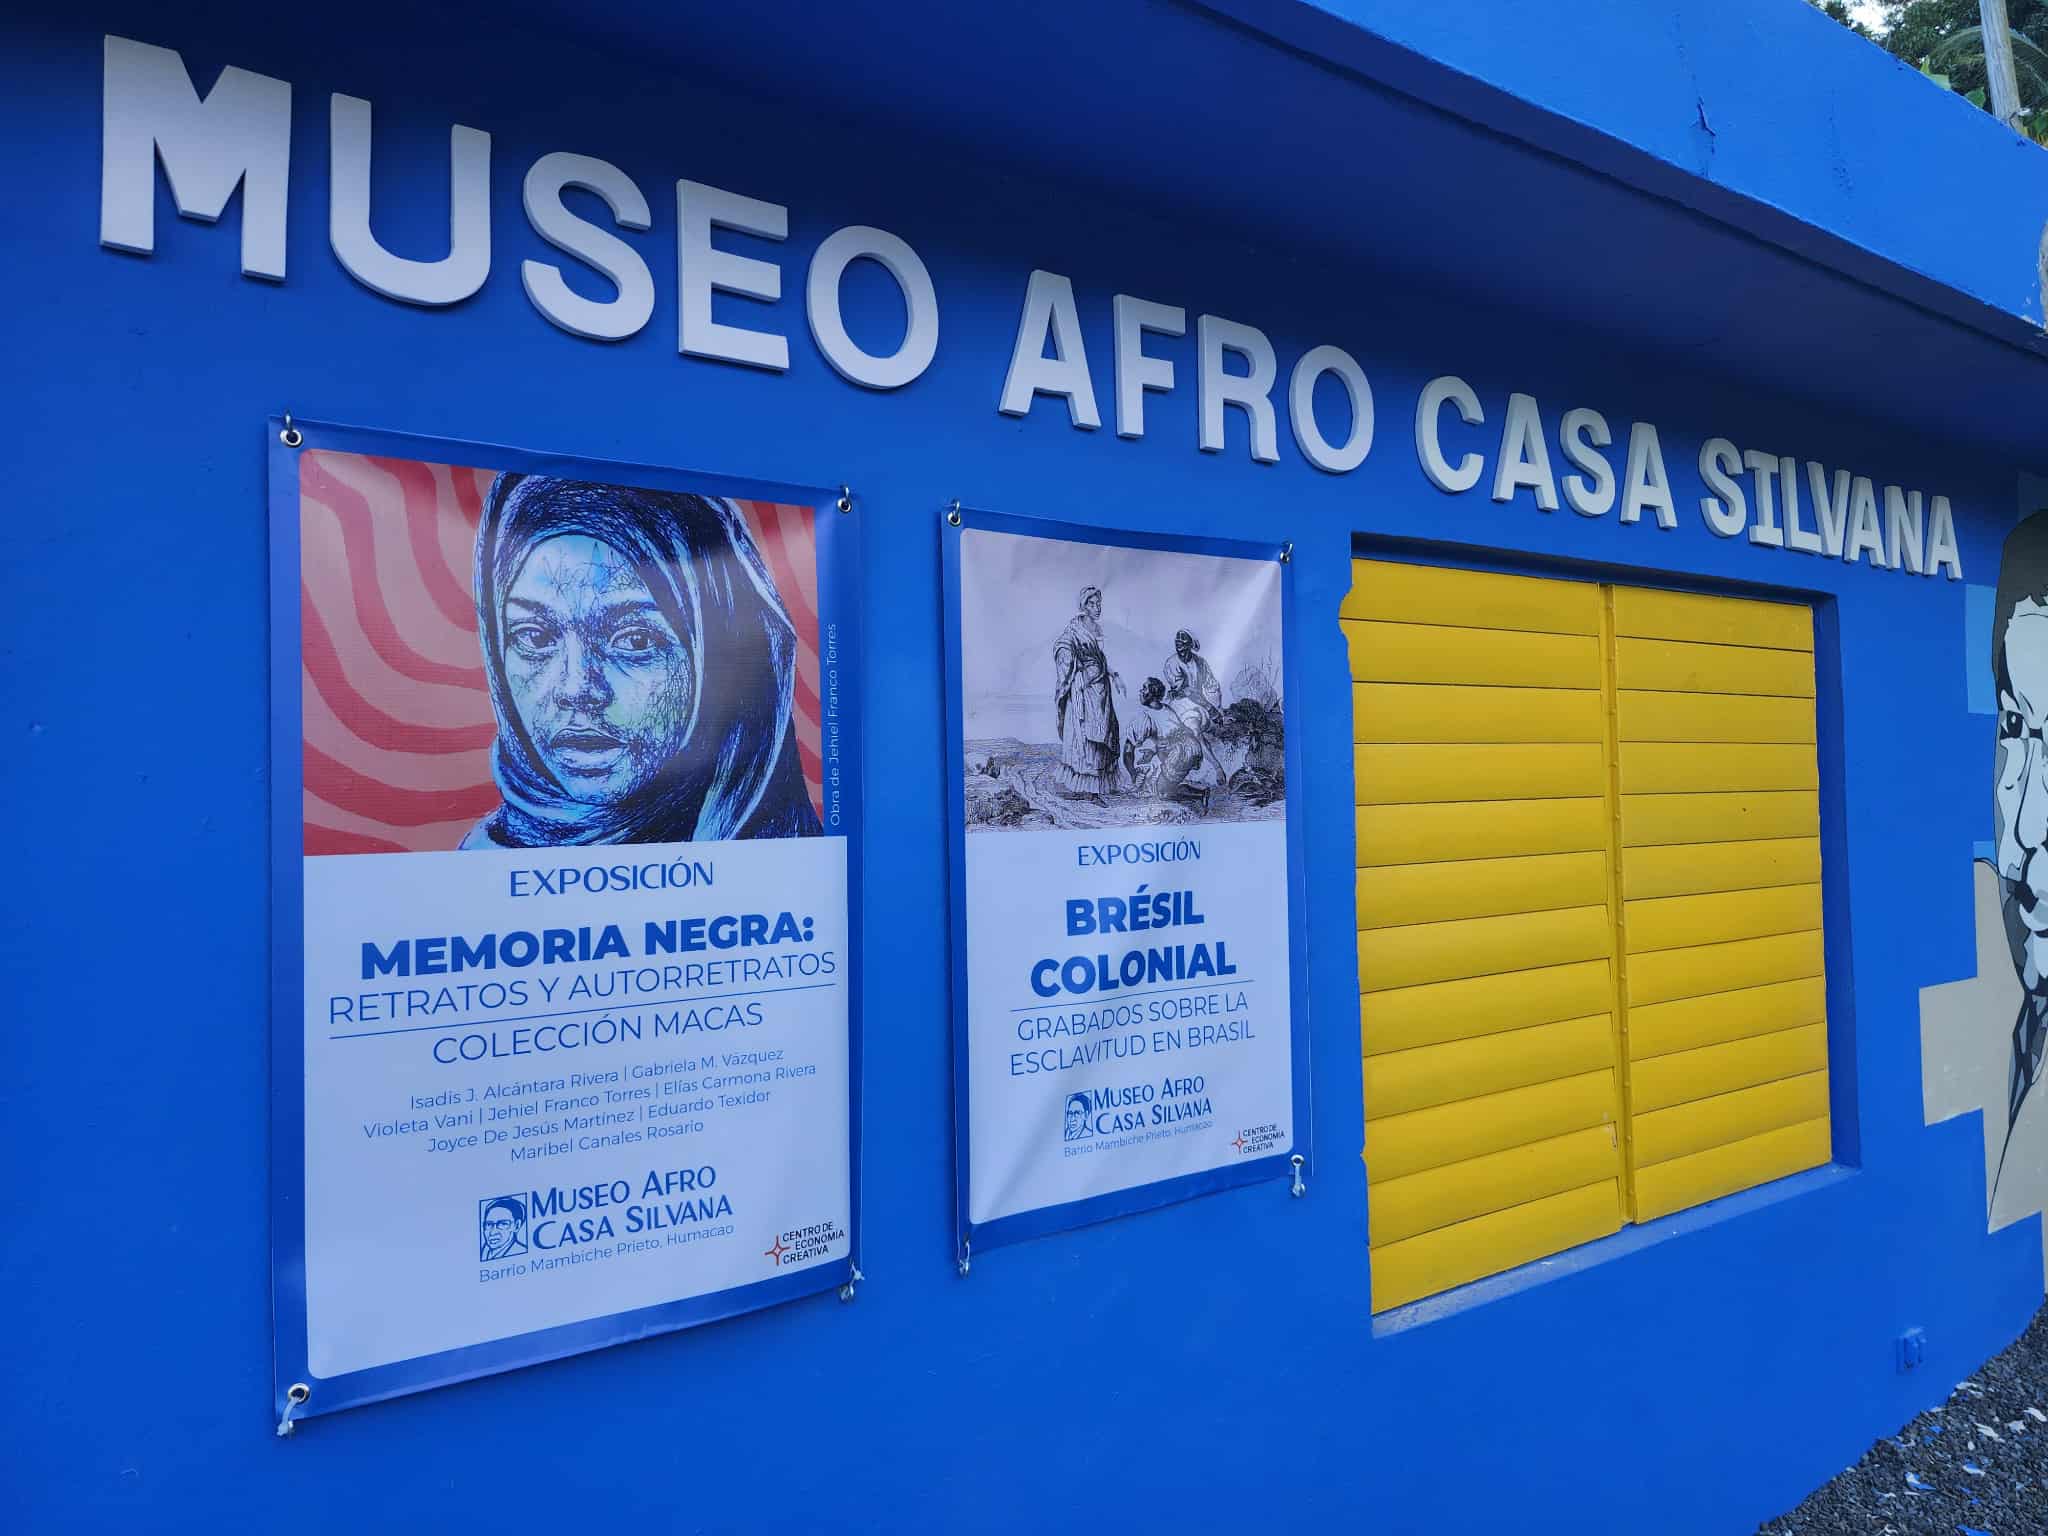 MUSEO AFRO CASA SILVANA
Obra de Jehiel Franco Torres
EXPOSICIÓN
MEMORIA NEGRA:
RETRATOS Y AUTORRETRATOS
COLECCIÓN MACAS
Isadis J. Alcántara Rivera | Gabriela M. Vázquez
Violeta Vani | Jehiel Franco Torres | Elías Carmona Rivera
Joyce De Jesús Martínez | Eduardo Texidor
Maribel Canales Rosario
MUSEO AFRO
CASA SILVANA
Barrio Mambiche Prieto, Humacao
CENTRO DE
ECONOMÍA
CREATIVA
EXPOSICIÓN
BRÉSIL
COLONIAL
GRABADOS SOBRE LA
ESCLAVITUD EN BRASIL
MUSEO AFRO
CASA SILVANA
Barrio Mambiche Prieto, Humacao
CENTRO DE
ECONOMÍA
CREATIVA